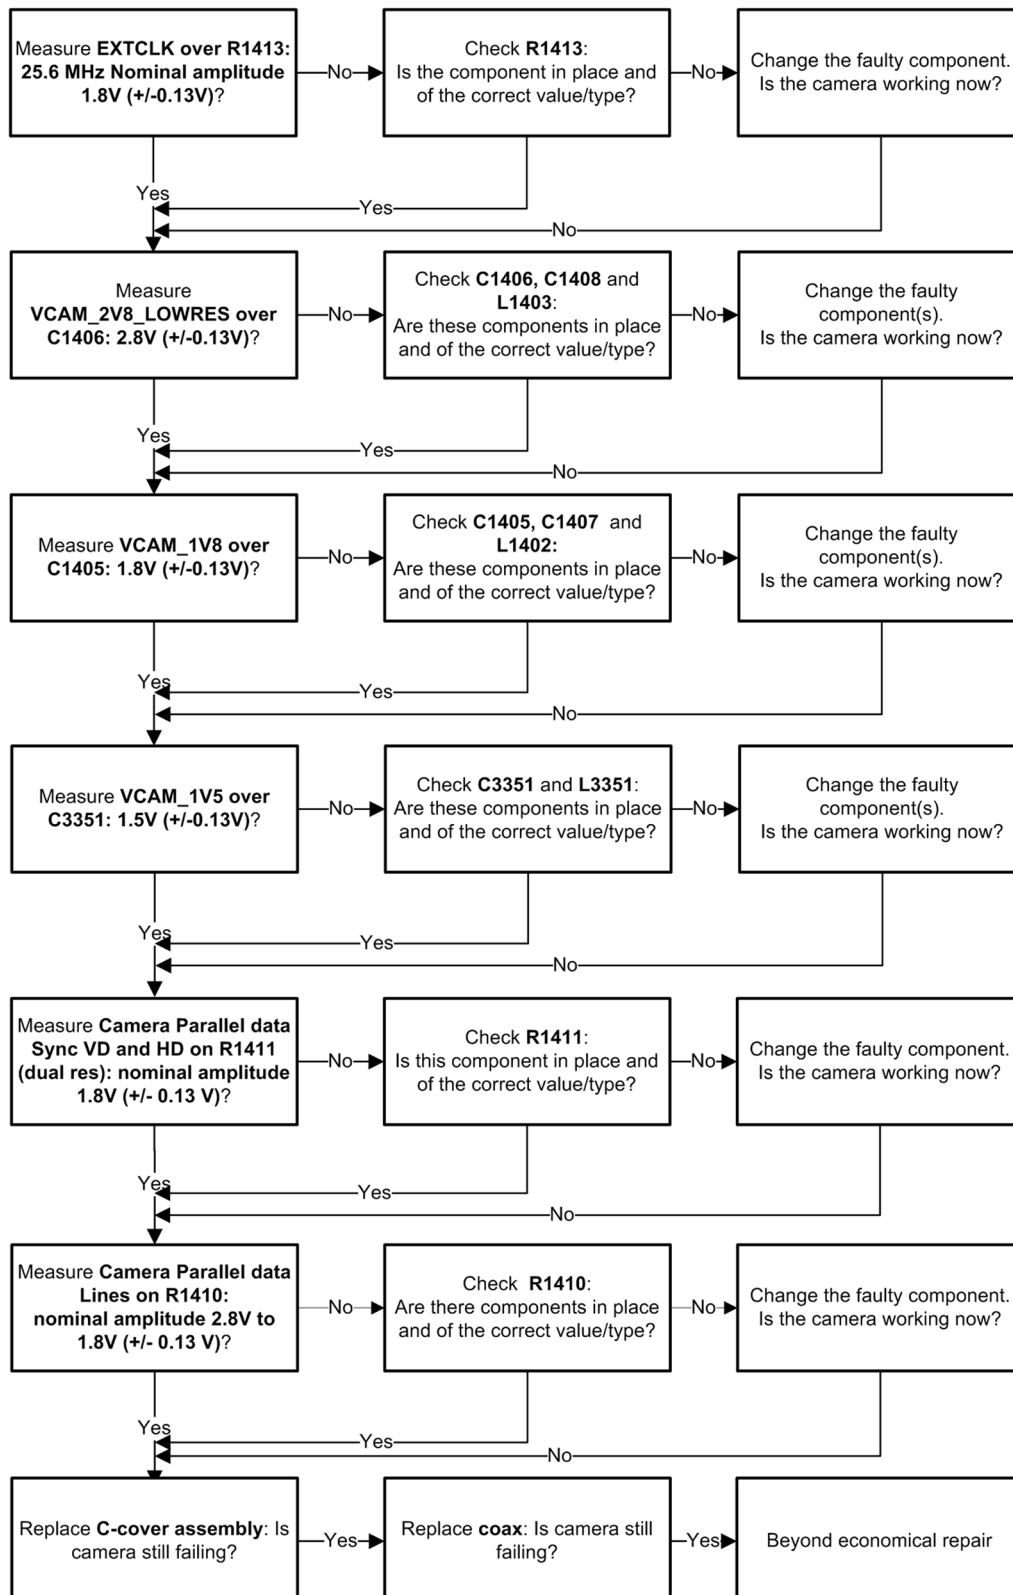 Measure EXTCLK over R1413:
25.6 MHz Nominal amplitude
1.8V (+/-0.13V)?
No
Check R1413:
Is the component in place and
of the correct value/type?
No
Change the faulty component.
Is the camera working now?
Yes
Yes
No
Measure
VCAM_2V8_LOWRES over
C1406: 2.8V (+/-0.13V)?
No
Check C1406, C1408 and
L1403:
Are these components in place
and of the correct value/type?
No
Change the faulty
component(s).
Is the camera working now?
Yes
Yes
No
Measure VCAM_1V8 over
C1405: 1.8V (+/-0.13V)?
No
Check C1405, C1407 and
L1402:
Are these components in place
and of the correct value/type?
No
Change the faulty
component(s).
Is the camera working now?
Yes
Yes
No
Measure VCAM_1V5 over
C3351: 1.5V (+/-0.13V)?
No
Check C3351 and L3351:
Are these components in place
and of the correct value/type?
No
Change the faulty
component(s).
Is the camera working now?
Yes
Yes
No
Measure Camera Parallel data
Sync VD and HD on R1411
(dual res): nominal amplitude
1.8V (+/- 0.13 V)?
No
Check R1411:
Is this component in place and
of the correct value/type?
No
Change the faulty component.
Is the camera working now?
Yes
Yes
No
Measure Camera Parallel data
Lines on R1410:
nominal amplitude 2.8V to
1.8V (+/- 0.13 V)?
No
Check R1410:
Are there components in place
and of the correct value/type?
No
Change the faulty component.
Is the camera working now?
Yes
Yes
No
Replace C-cover assembly: Is
camera still failing?
Yes
Replace coax: Is camera still
failing?
Yes
Beyond economical repair